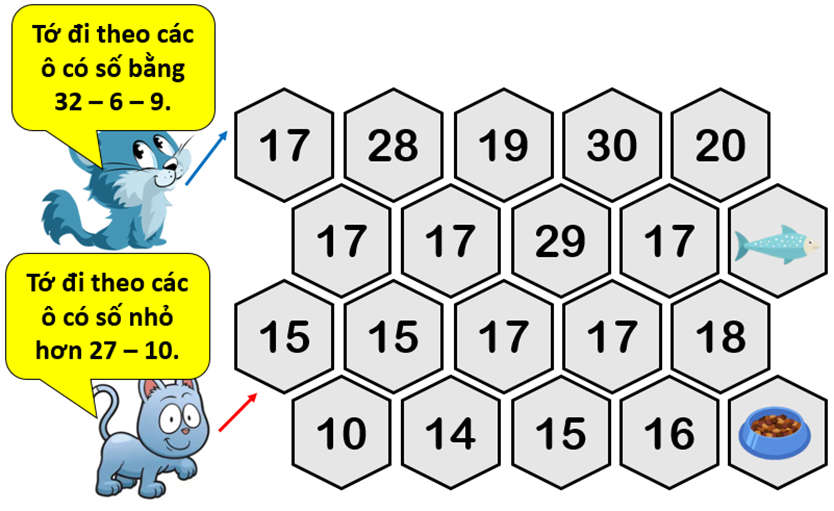 Tớ đi theo các
ô có số bằng
32 – 6 – 9.
17 28 19 30 20
17 17 29 17
Tớ đi theo các
ô có số nhỏ
hơn 27 – 10.
15 15 17 17 18
10 14 15 16